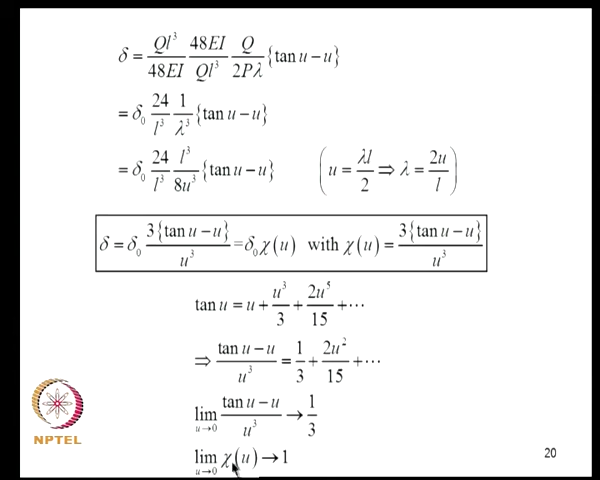 δ = Ql³/48EI 48EI/Ql³ Q/2Pλ {tan u − u}
= δ₀ 24/l³ 1/λ³ {tan u − u}
= δ₀ 24/l³ l³/8u³ {tan u − u} (u = λl/2 ⇒ λ = 2u/l)
δ = δ₀ 3{tan u − u}/u³ = δ₀χ(u) with χ(u) = 3{tan u − u}/u³
tan u = u + u³/3 + 2u⁵/15 + ⋯
⇒ tan u − u/u³ = 1/3 + 2u²/15 + ⋯
lim u→0 tan u − u/u³ → 1/3
lim u→0 χ(u) → 1
NPTEL
20